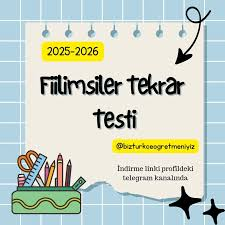 2025-2026
Fiilimsiler Tekrar
Testi
@bizturkceogretmeniyiz
İndirme linki profildeki
telegram kanalında